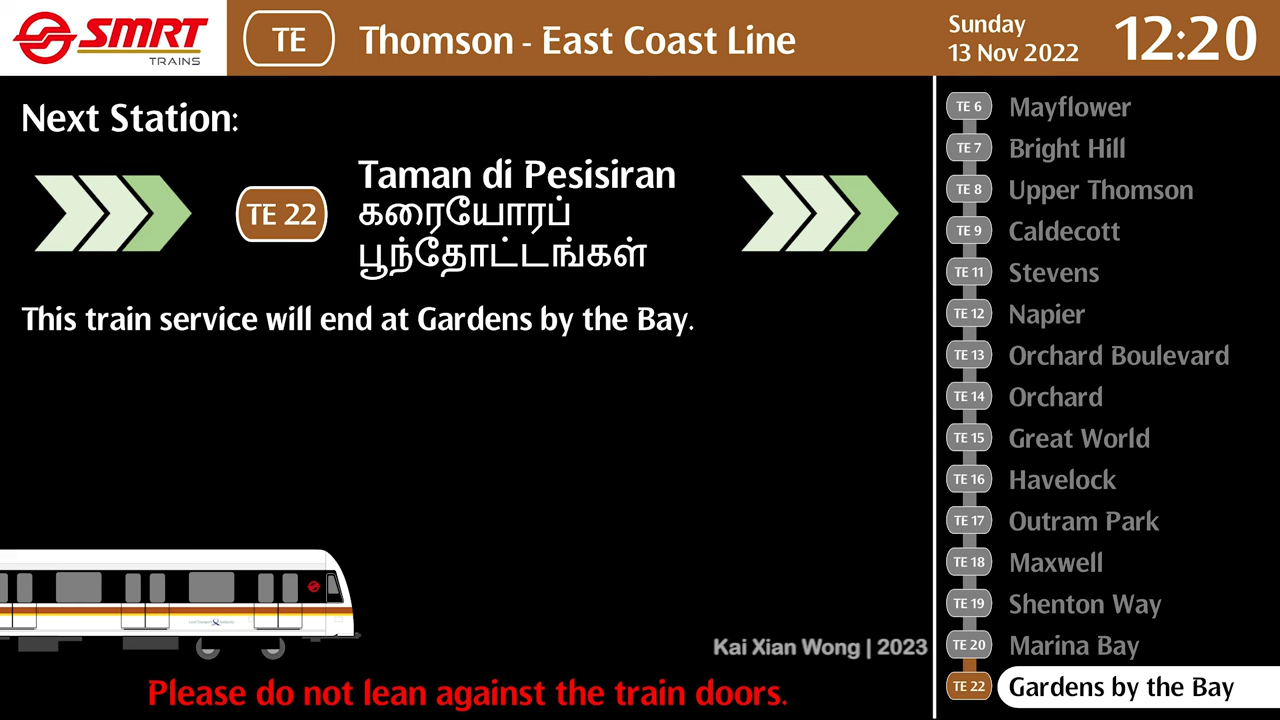 SMRT
TRAINS
TE
Thomson - East Coast Line
Sunday
13 Nov 2022
12:20
Next Station:
TE 22
Taman di Pesisiran
கரையோரப்
பூந்தோட்டங்கள்
This train service will end at Gardens by the Bay.
Kai Xian Wong | 2023
Please do not lean against the train doors.
TE 6 Mayflower
TE 7 Bright Hill
TE 8 Upper Thomson
TE 9 Caldecott
TE 11 Stevens
TE 12 Napier
TE 13 Orchard Boulevard
TE 14 Orchard
TE 15 Great World
TE 16 Havelock
TE 17 Outram Park
TE 18 Maxwell
TE 19 Shenton Way
TE 20 Marina Bay
TE 22 Gardens by the Bay